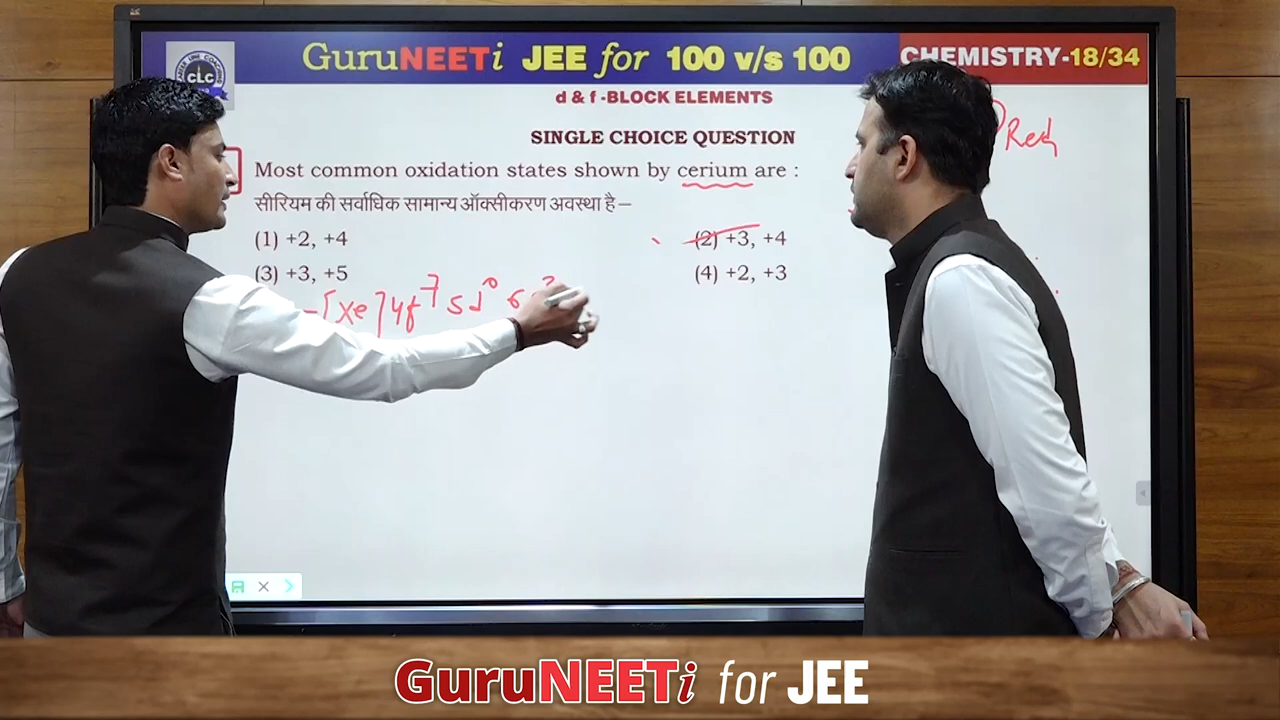 GuruNEETi JEE for 100 v/s 100 CHEMISTRY-18/34
CLC
d & f -BLOCK ELEMENTS
SINGLE CHOICE QUESTION
Red
Most common oxidation states shown by cerium are :
सीरियम की सर्वाधिक सामान्य ऑक्सीकरण अवस्था है –
(1) +2, +4 (2) +3, +4
(3) +3, +5 (4) +2, +3
[Xe] 4f⁷ 5d⁰ 6
GuruNEETi for JEE